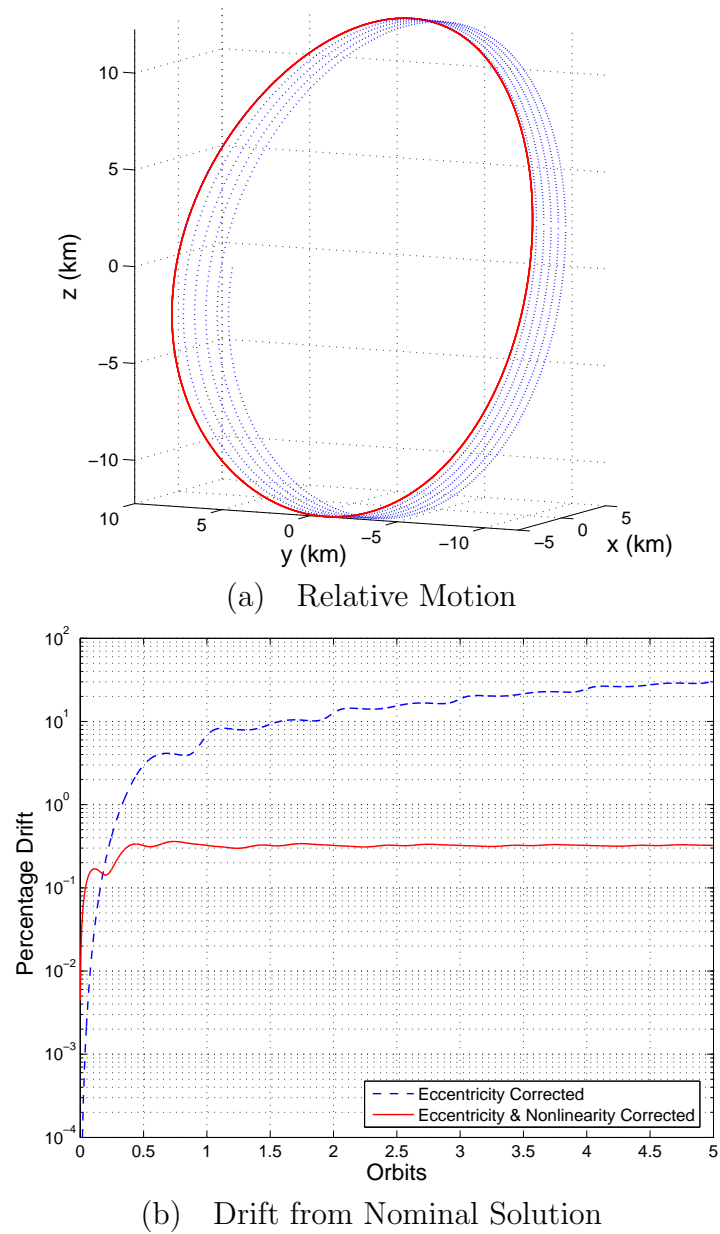 10
5
0
−5
−10
z (km)
10
5
0
−5
−10
y (km)
−5
0
5
x (km)
(a) Relative Motion
10^2
10^1
10^0
10^−1
10^−2
10^−3
10^−4
Percentage Drift
Eccentricity Corrected
Eccentricity & Nonlinearity Corrected
0 0.5 1 1.5 2 2.5 3 3.5 4 4.5 5
Orbits
(b) Drift from Nominal Solution